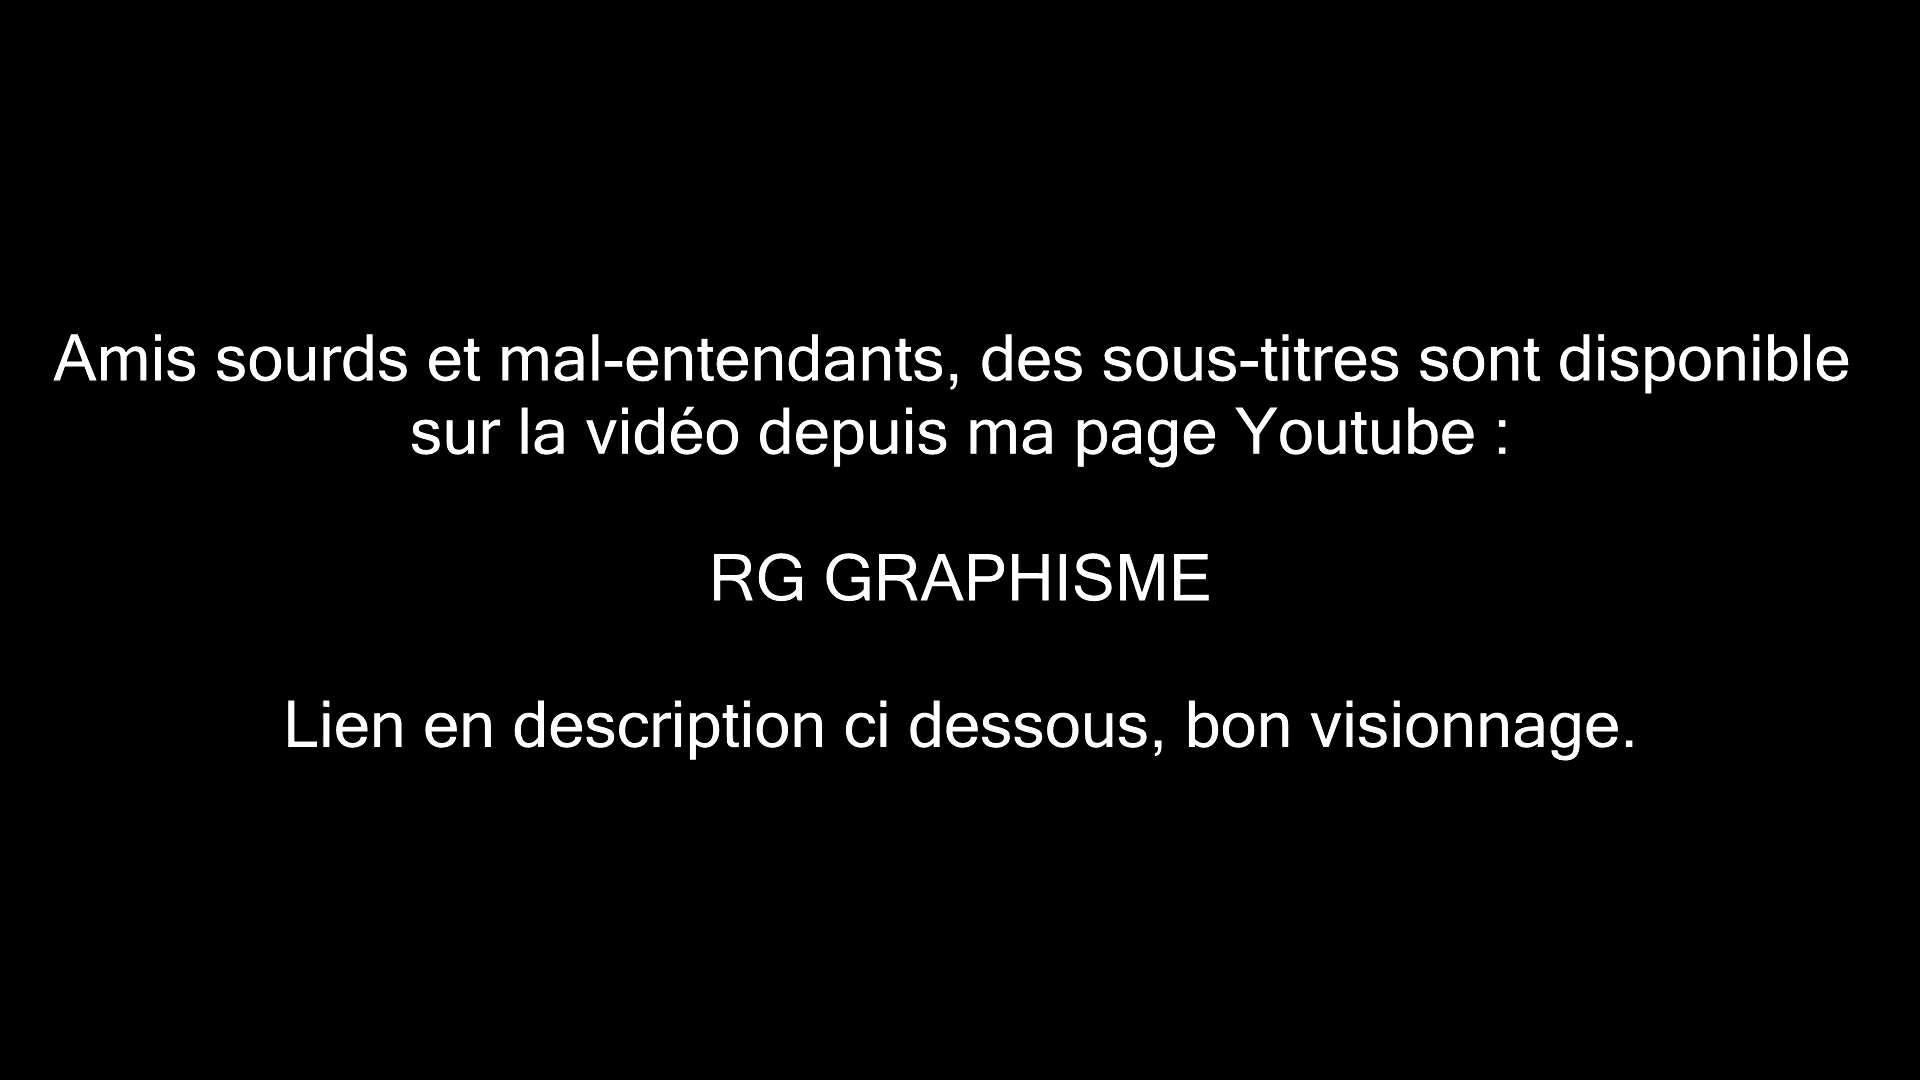 Amis sourds et mal-entendants, des sous-titres sont disponible
sur la vidéo depuis ma page Youtube :
RG GRAPHISME
Lien en description ci dessous, bon visionnage.